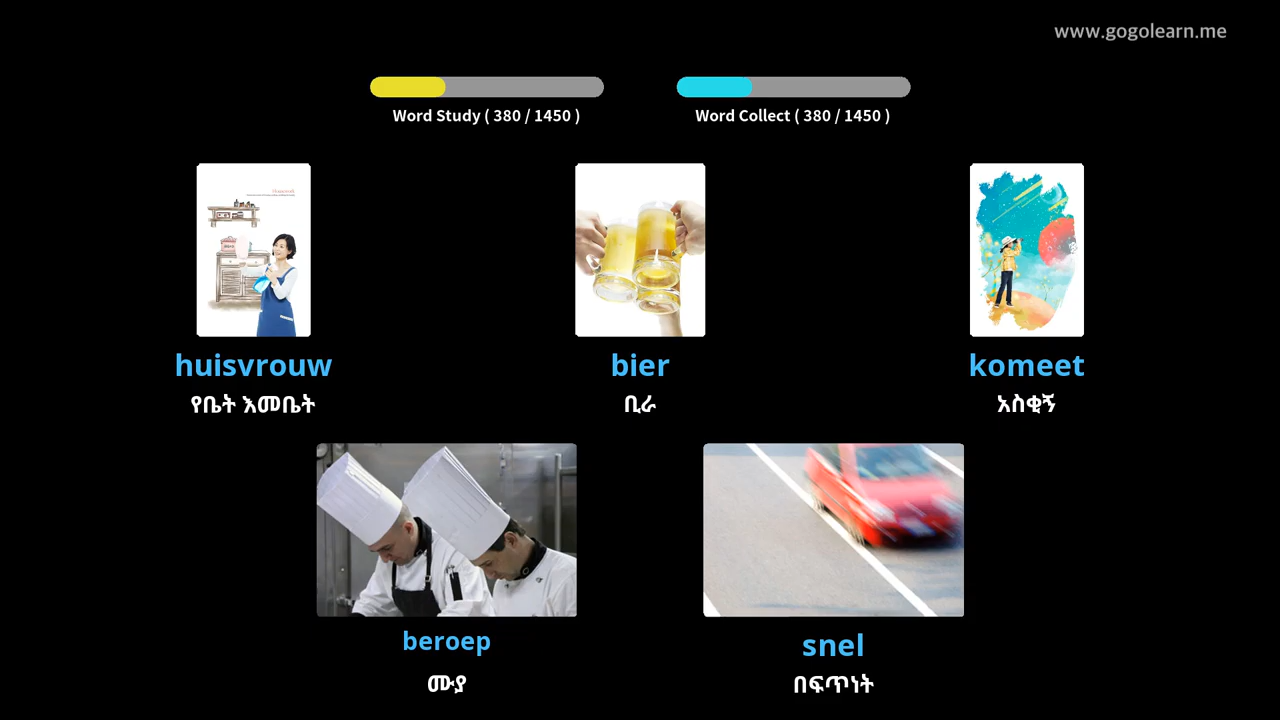 www.gogolearn.me
Word Study ( 380 / 1450 )
Word Collect ( 380 / 1450 )
huisvrouw
የቤት እመቤት
bier
ቢራ
komeet
አስቂኝ
beroep
ሙያ
snel
በፍጥነት